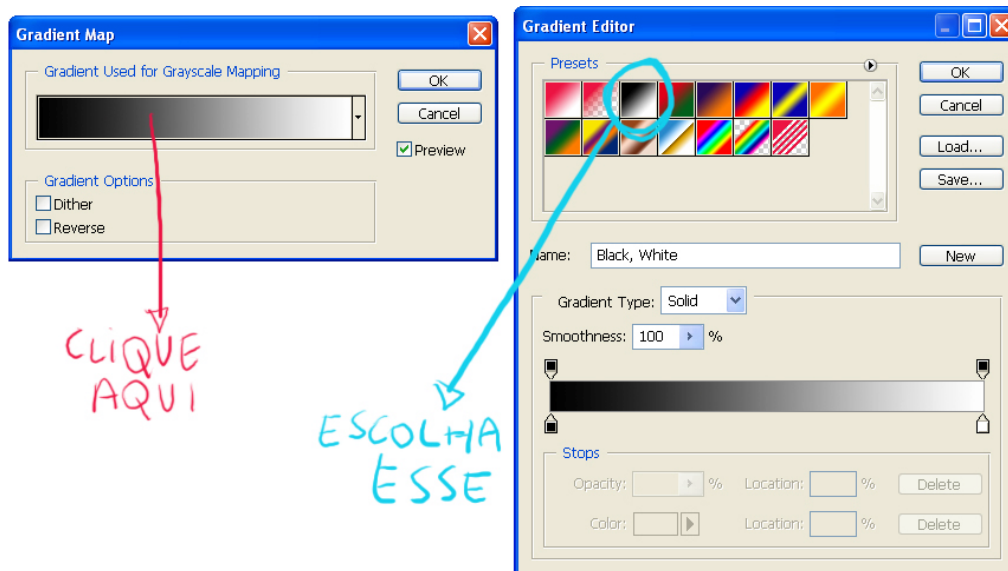 Gradient Map
Gradient Used for Grayscale Mapping
OK
Cancel
Preview
Gradient Options
Dither
Reverse
CLIQUE
AQUI
Gradient Editor
Presets
OK
Cancel
Load...
Save...
Name: Black, White
New
Gradient Type: Solid
Smoothness: 100 %
ESCOLHA
ESSE
Stops
Opacity: % Location: % Delete
Color: Location: % Delete